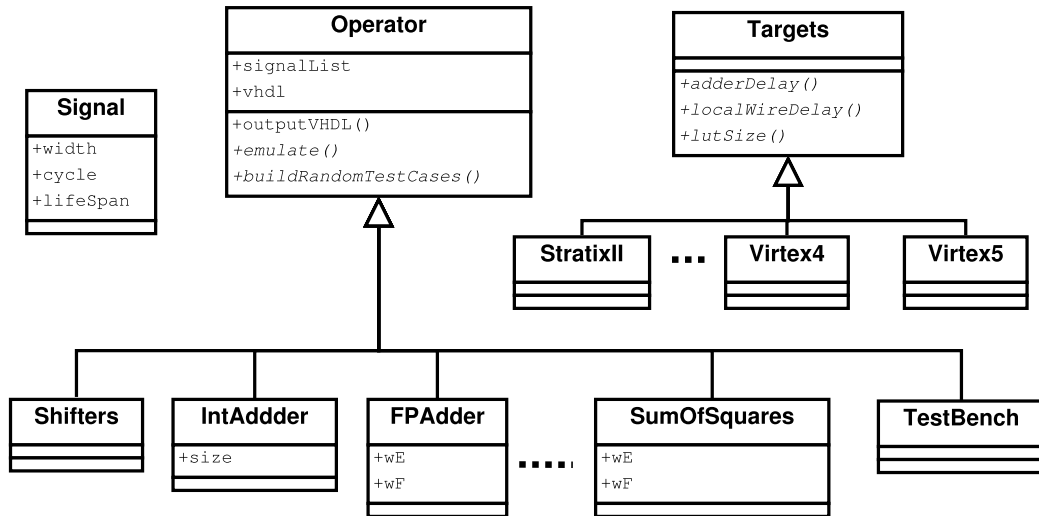 Operator
+signalList
+vhdl
+outputVHDL()
+emulate()
+buildRandomTestCases()
Targets
+adderDelay()
+localWireDelay()
+lutSize()
Signal
+width
+cycle
+lifeSpan
StratixII
Virtex4
Virtex5
Shifters
IntAddder
+size
FPAdder
+wE
+wF
SumOfSquares
+wE
+wF
TestBench